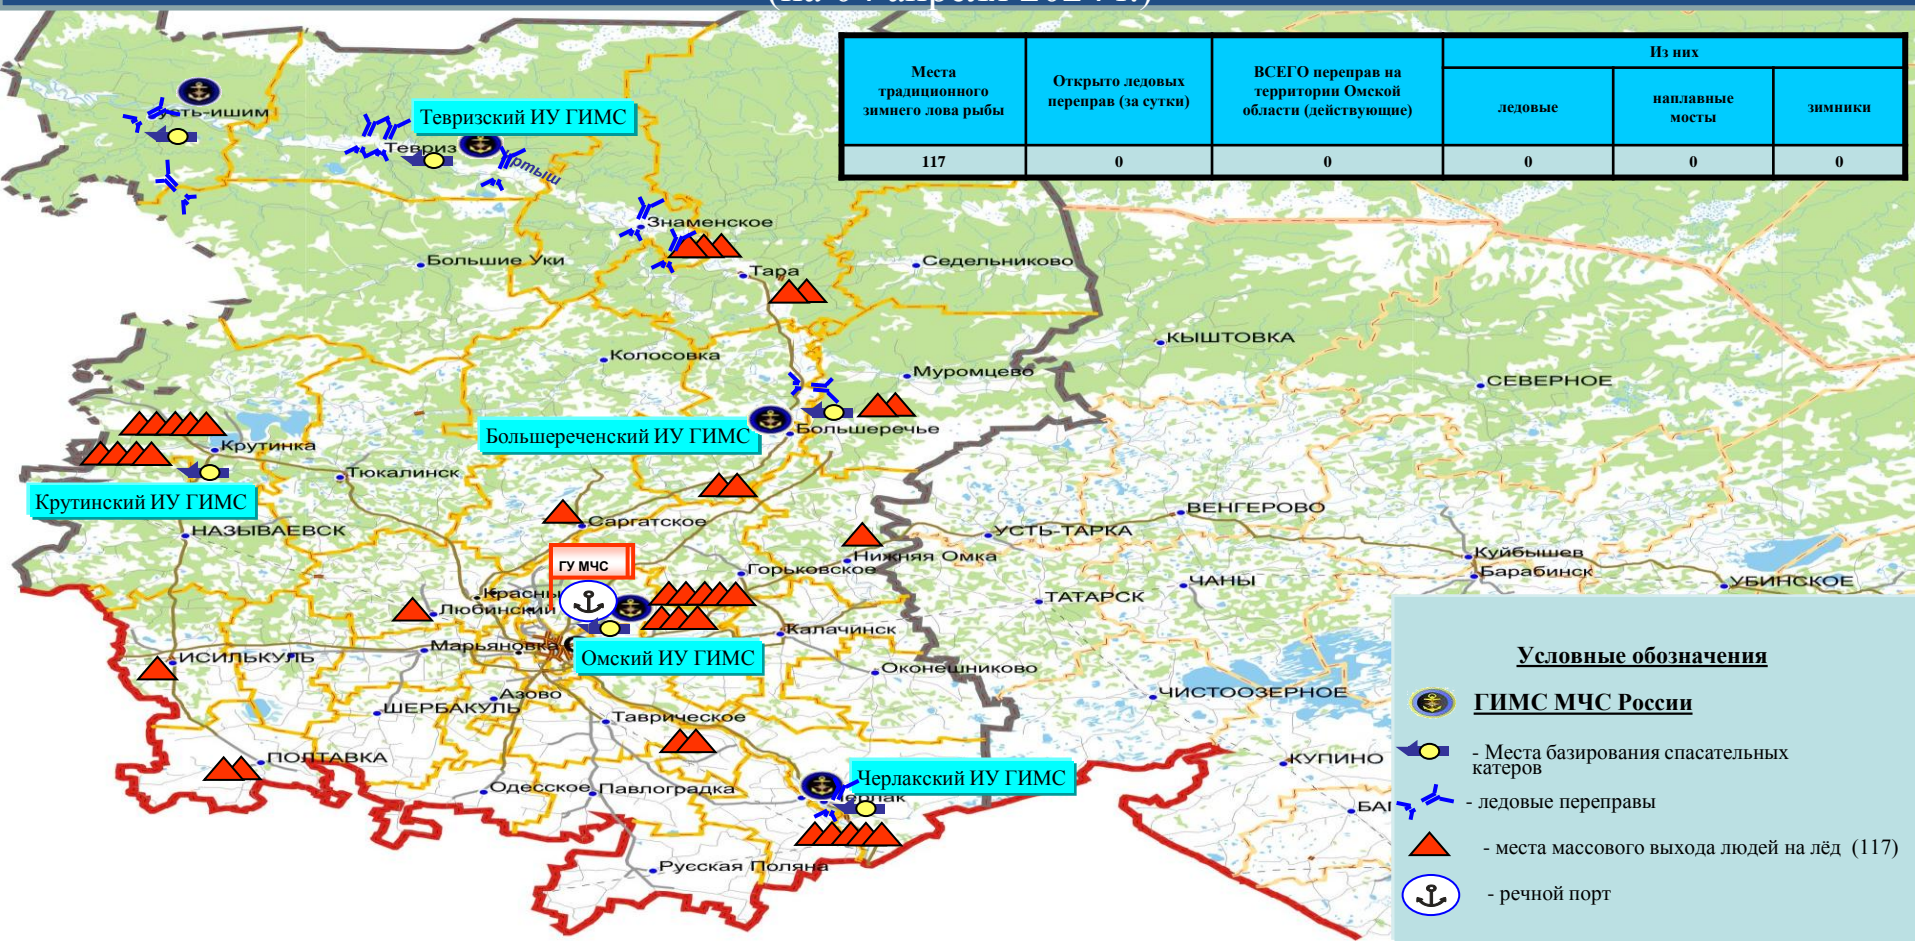 Места
традиционного
зимнего лова рыбы
Открыто ледовых
переправ (за сутки)
ВСЕГО переправ на
территории Омской
области (действующие)
Из них
ледовые
наплавные
мосты
зимники
117
0
0
0
0
0
Тевризский ИУ ГИМС
Тевриз
Знаменское
Большие Уки
Тара
Седельниково
КЫШТОВКА
Колосовка
Муромцево
СЕВЕРНОЕ
Большереченский ИУ ГИМС
Большеречье
Крутинка
Тюкалинск
Крутинский ИУ ГИМС
НАЗЫВАЕВСК
Саргатское
УСТЬ-ТАРКА
ВЕНГЕРОВО
Нижняя Омка
Куйбышев
Барабинск
УБИНСКОЕ
ГУ МЧС
Горьковское
ЧАНЫ
ТАТАРСК
Любинский
Калачинск
Марьяновка
ИСИЛЬКУЛЬ
Омский ИУ ГИМС
Оконешниково
ЧИСТООЗЕРНОЕ
Азово
ШЕРБАКУЛЬ
Таврическое
ПОЛТАВКА
КУПИНО
Черлакский ИУ ГИМС
Одесское
Павлоградка
Русская Поляна
Условные обозначения
ГИМС МЧС России
- Места базирования спасательных
катеров
- ледовые переправы
- места массового выхода людей на лёд (117)
- речной порт